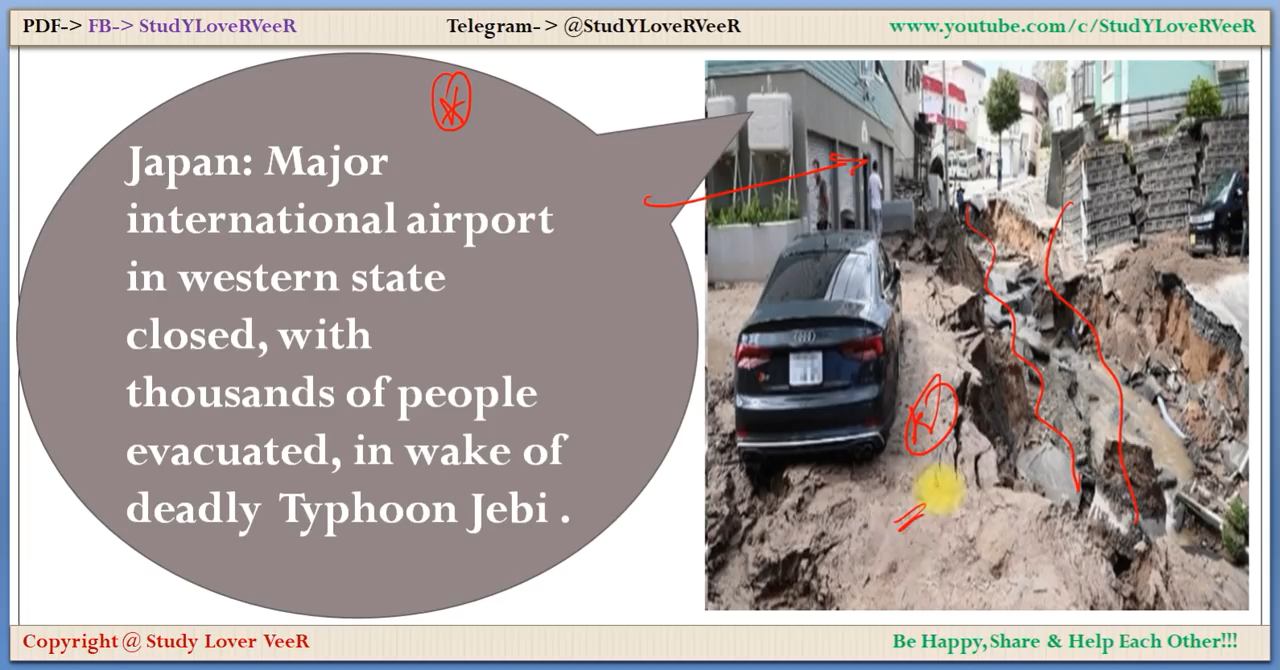 PDF-> FB-> StudYLoveRVeeR
Telegram-> @StudYLoveRVeeR
www.youtube.com/c/StudYLoveRVeeR
Japan: Major
international airport
in western state
closed, with
thousands of people
evacuated, in wake of
deadly Typhoon Jebi .
Copyright @ Study Lover VeeR
Be Happy,Share & Help Each Other!!!